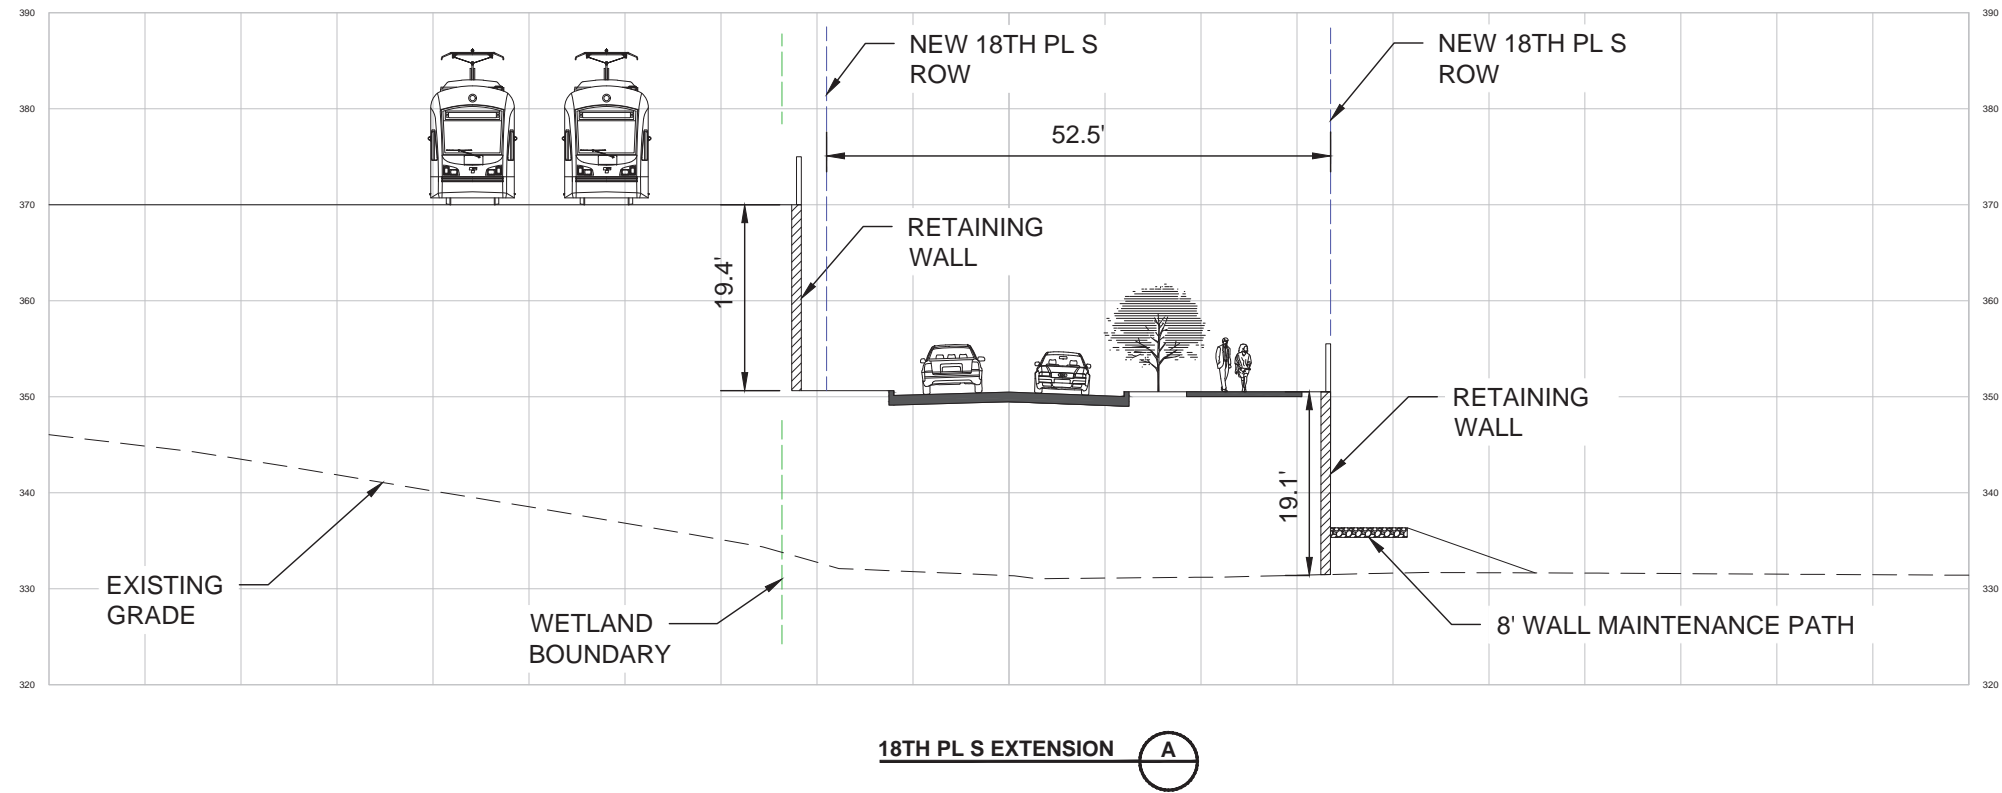 390
390
NEW 18TH PL S
ROW
NEW 18TH PL S
ROW
380
380
52.5'
370
370
RETAINING
WALL
19.4'
360
360
350
350
RETAINING
WALL
340
340
19.1'
EXISTING
GRADE
330
330
WETLAND
BOUNDARY
8' WALL MAINTENANCE PATH
320
320
18TH PL S EXTENSION
A